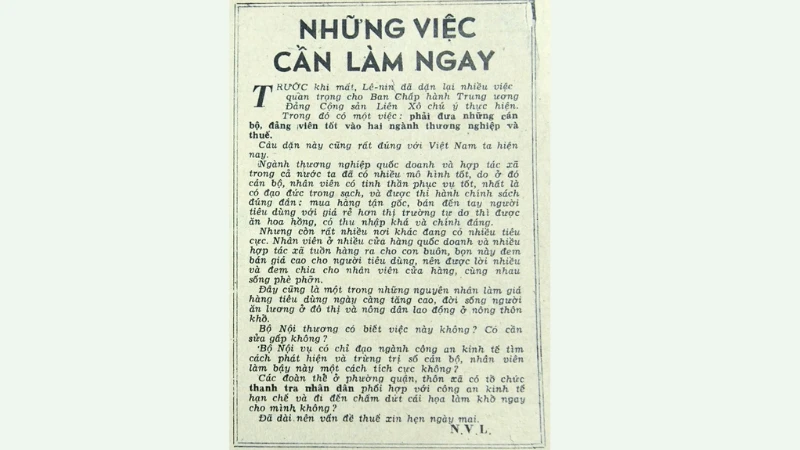 NHỮNG VIỆC
CẦN LÀM NGAY
TRƯỚC khi mất, Lê-nin đã dặn lại nhiều việc
quan trọng cho Ban Chấp hành Trung ương
Đảng Cộng sản Liên Xô chú ý thực hiện.
Trong đó có một việc: phải đưa những cán
bộ, đảng viên tốt vào hai ngành thương nghiệp và
thuế.
Câu dặn này cũng rất đúng với Việt Nam ta hiện
nay.
Ngành thương nghiệp quốc doanh và hợp tác xã
trong cả nước ta đã có nhiều mô hình tốt, do ở đó
cán bộ, nhân viên có tinh thần phục vụ tốt, nhất là
có đạo đức trong sạch, và được thi hành chính sách
đúng đắn: mua hàng tận gốc, bán đến tay người
tiêu dùng với giá rẻ hơn thị trường tự do thì được
ăn hoa hồng, có thu nhập khá và chính đáng.
Nhưng còn rất nhiều nơi khác đang có nhiều tiêu
cực. Nhân viên ở nhiều cửa hàng quốc doanh và nhiều
hợp tác xã tuồn hàng ra cho con buôn, bọn này đem
bán giá cao cho người tiêu dùng, nên được lời nhiều
và đem chia cho nhân viên cửa hàng, cùng nhau
sống phè phỡn.
Đây cũng là một trong những nguyên nhân làm giá
hàng tiêu dùng ngày càng tăng cao, đời sống người
ăn lương ở đô thị và nông dân lao động ở nông thôn
khổ.
Bộ Nội thương có biết việc này không? Có cần
sửa gấp không?
Bộ Nội vụ có chỉ đạo ngành công an kinh tế tìm
cách phát hiện và trừng trị số cán bộ, nhân viên
làm bậy này một cách tích cực không?
Các đoàn thể ở phường quận, thôn xã có tổ chức
thanh tra nhân dân phối hợp với công an kinh tế
hạn chế và đi đến chấm dứt cái họa làm khổ ngay
cho mình không?
Đã dài nên vấn đề thuế xin hẹn ngày mai.
N.V.L.